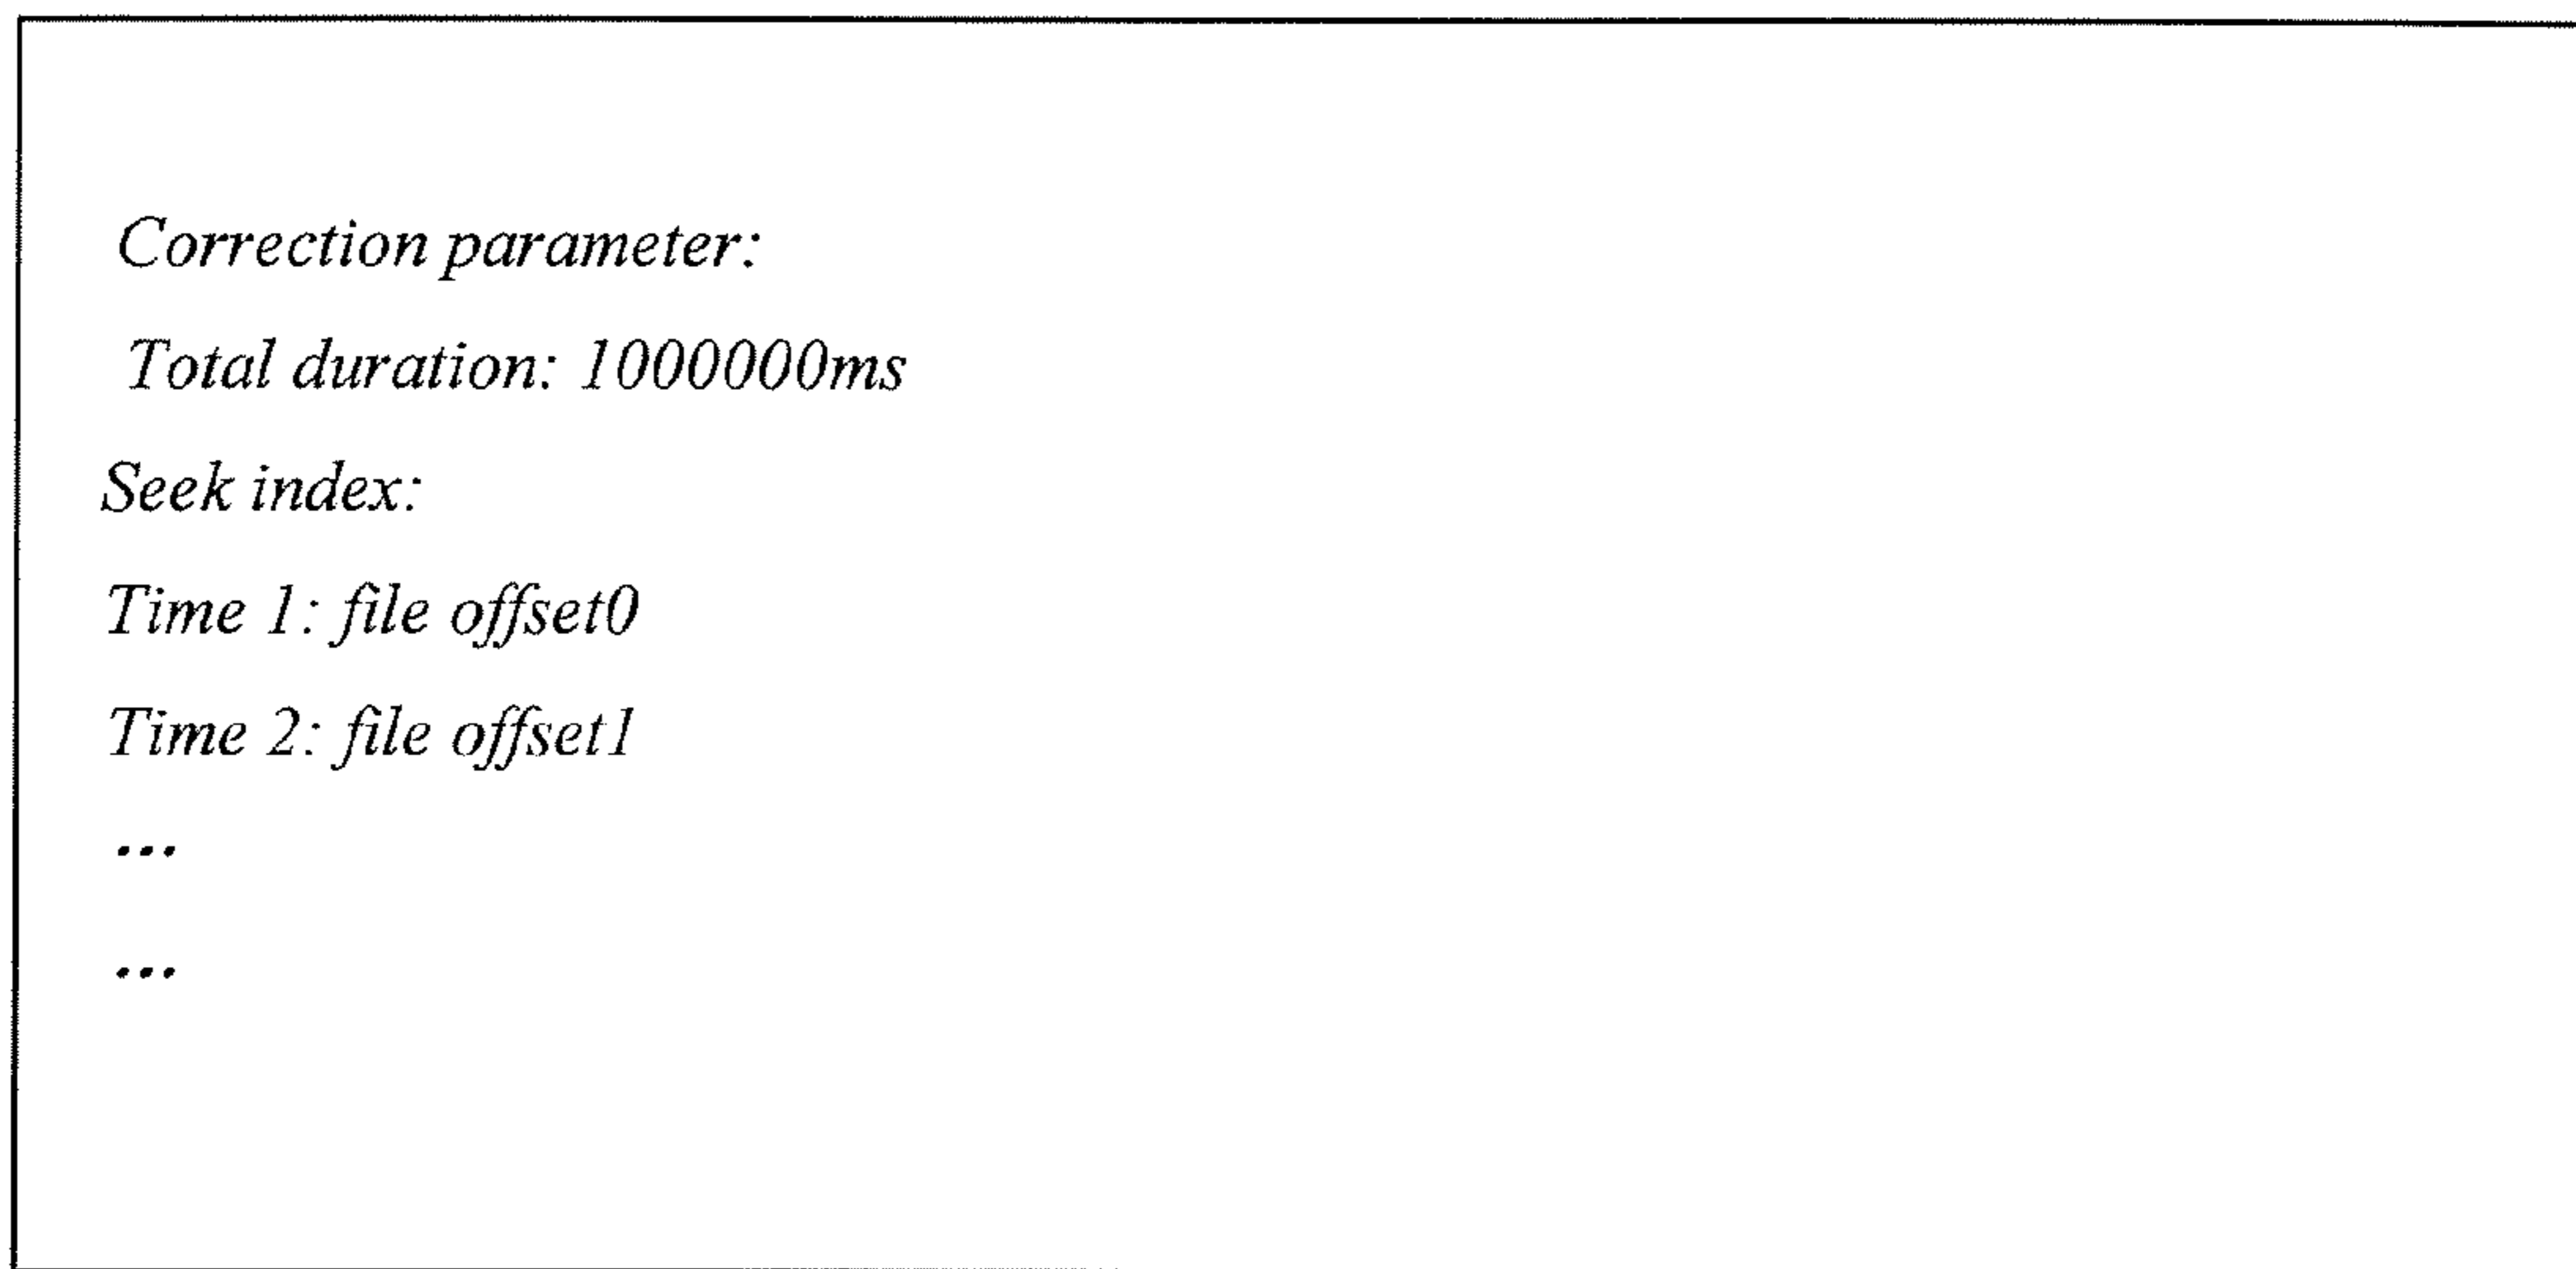 Correction parameter:
Total duration: 1000000ms
Seek index:
Time 1: file offset0
Time 2: file offset1
...
...